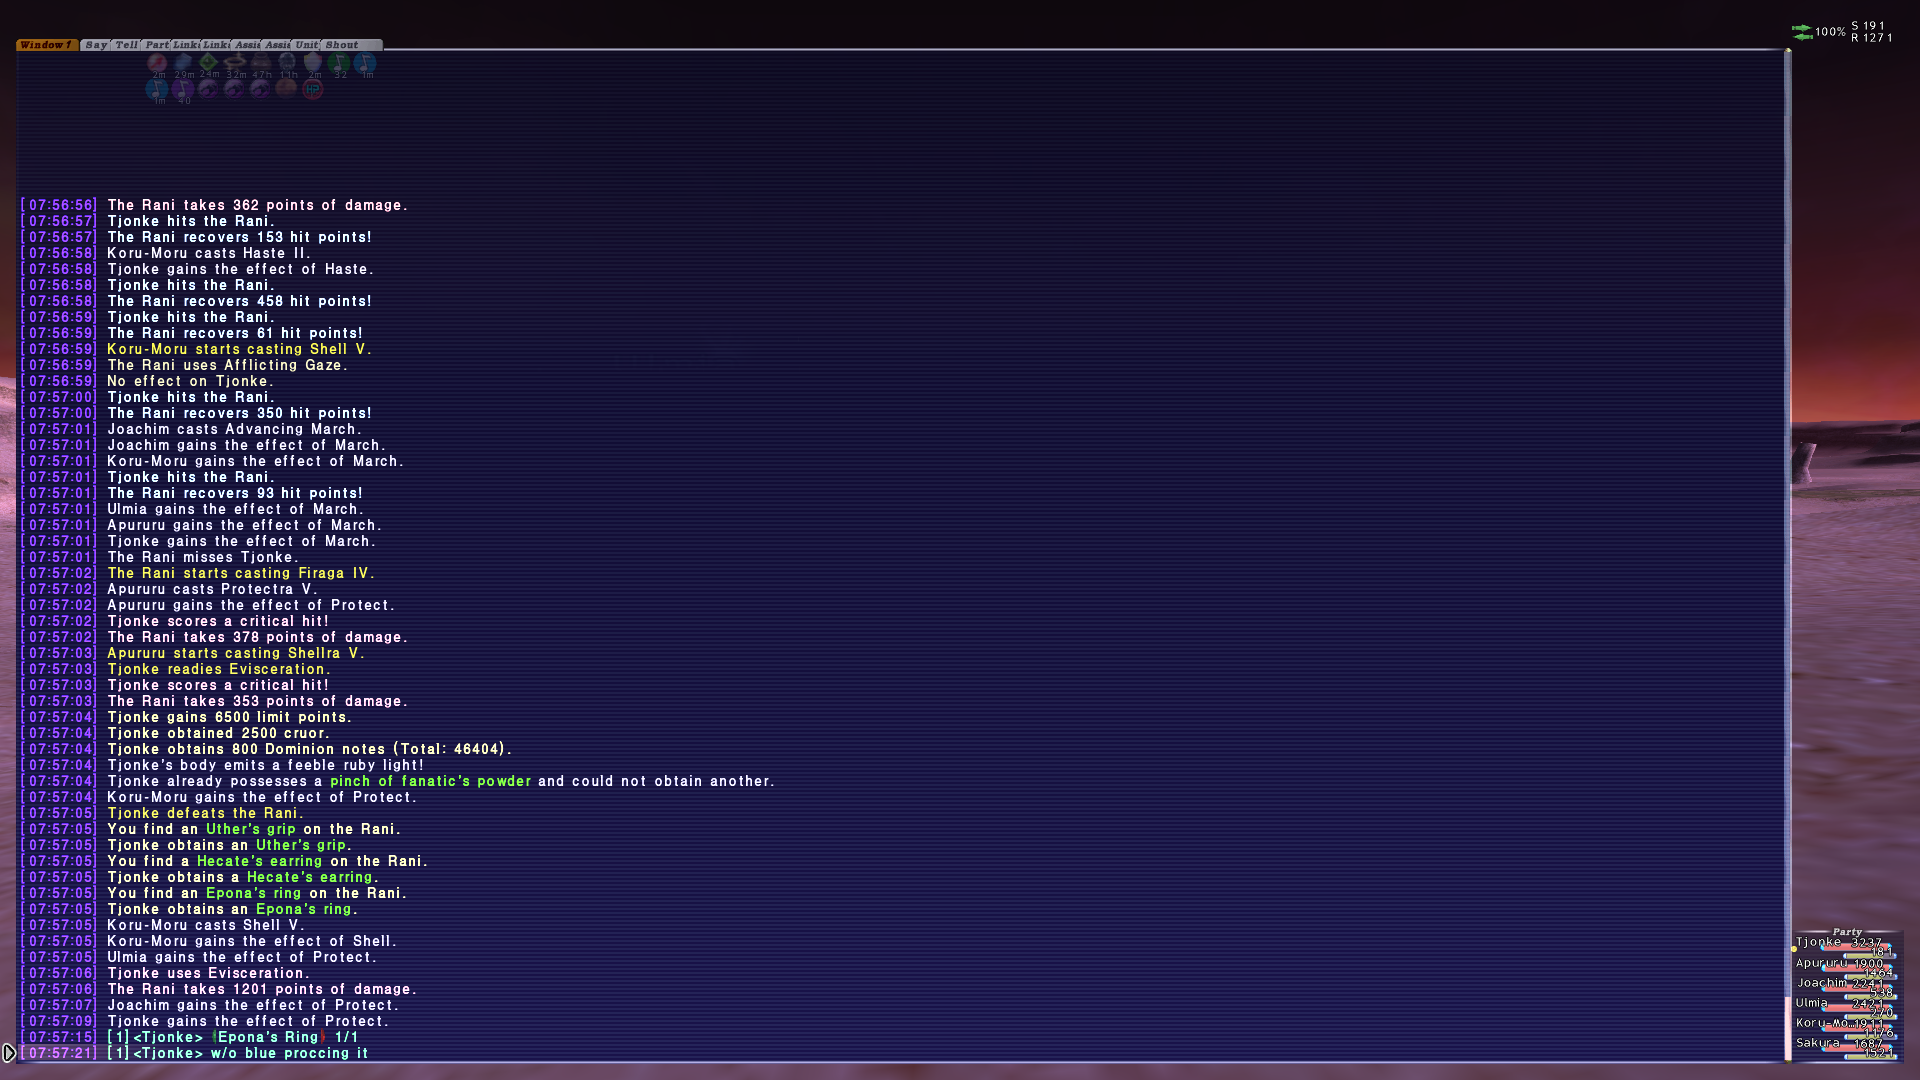 Window 1 Say Tell Part Link Link Assi Assi Unit Shout
100% S 191
R 1271
2m 29m 24m 32m 47h 11h 2m 32 1m
1m 40 HP
[07:56:56] The Rani takes 362 points of damage.
[07:56:57] Tjonke hits the Rani.
[07:56:57] The Rani recovers 153 hit points!
[07:56:58] Koru-Moru casts Haste II.
[07:56:58] Tjonke gains the effect of Haste.
[07:56:58] Tjonke hits the Rani.
[07:56:58] The Rani recovers 458 hit points!
[07:56:59] Tjonke hits the Rani.
[07:56:59] The Rani recovers 61 hit points!
[07:56:59] Koru-Moru starts casting Shell V.
[07:56:59] The Rani uses Afflicting Gaze.
[07:56:59] No effect on Tjonke.
[07:57:00] Tjonke hits the Rani.
[07:57:00] The Rani recovers 350 hit points!
[07:57:01] Joachim casts Advancing March.
[07:57:01] Joachim gains the effect of March.
[07:57:01] Koru-Moru gains the effect of March.
[07:57:01] Tjonke hits the Rani.
[07:57:01] The Rani recovers 93 hit points!
[07:57:01] Ulmia gains the effect of March.
[07:57:01] Apururu gains the effect of March.
[07:57:01] Tjonke gains the effect of March.
[07:57:01] The Rani misses Tjonke.
[07:57:02] The Rani starts casting Firaga IV.
[07:57:02] Apururu casts Protectra V.
[07:57:02] Apururu gains the effect of Protect.
[07:57:02] Tjonke scores a critical hit!
[07:57:02] The Rani takes 378 points of damage.
[07:57:03] Apururu starts casting Shellra V.
[07:57:03] Tjonke readies Evisceration.
[07:57:03] Tjonke scores a critical hit!
[07:57:03] The Rani takes 353 points of damage.
[07:57:04] Tjonke gains 6500 limit points.
[07:57:04] Tjonke obtained 2500 cruor.
[07:57:04] Tjonke obtains 800 Dominion notes (Total: 46404).
[07:57:04] Tjonke's body emits a feeble ruby light!
[07:57:04] Tjonke already possesses a pinch of fanatic's powder and could not obtain another.
[07:57:04] Koru-Moru gains the effect of Protect.
[07:57:05] Tjonke defeats the Rani.
[07:57:05] You find an Uther's grip on the Rani.
[07:57:05] Tjonke obtains an Uther's grip.
[07:57:05] You find a Hecate's earring on the Rani.
[07:57:05] Tjonke obtains a Hecate's earring.
[07:57:05] You find an Epona's ring on the Rani.
[07:57:05] Tjonke obtains an Epona's ring.
[07:57:05] Koru-Moru casts Shell V.
[07:57:05] Koru-Moru gains the effect of Shell.
[07:57:05] Ulmia gains the effect of Protect.
[07:57:06] Tjonke uses Evisceration.
[07:57:06] The Rani takes 1201 points of damage.
[07:57:07] Joachim gains the effect of Protect.
[07:57:09] Tjonke gains the effect of Protect.
[07:57:15] [1]<Tjonke> (Epona's Ring) 1/1
[07:57:21] [1]<Tjonke> w/o blue proccing it
Party
Tjonke 3237
181
Apururu 1900
1464
Joachim 2241
538
Ulmia 2421
270
Koru-Mo.. 1911
1176
Sakura 1687
1521